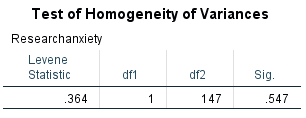 Test of Homogeneity of Variances
Researchanxiety
Levene
Statistic df1 df2 Sig.
.364 1 147 .547